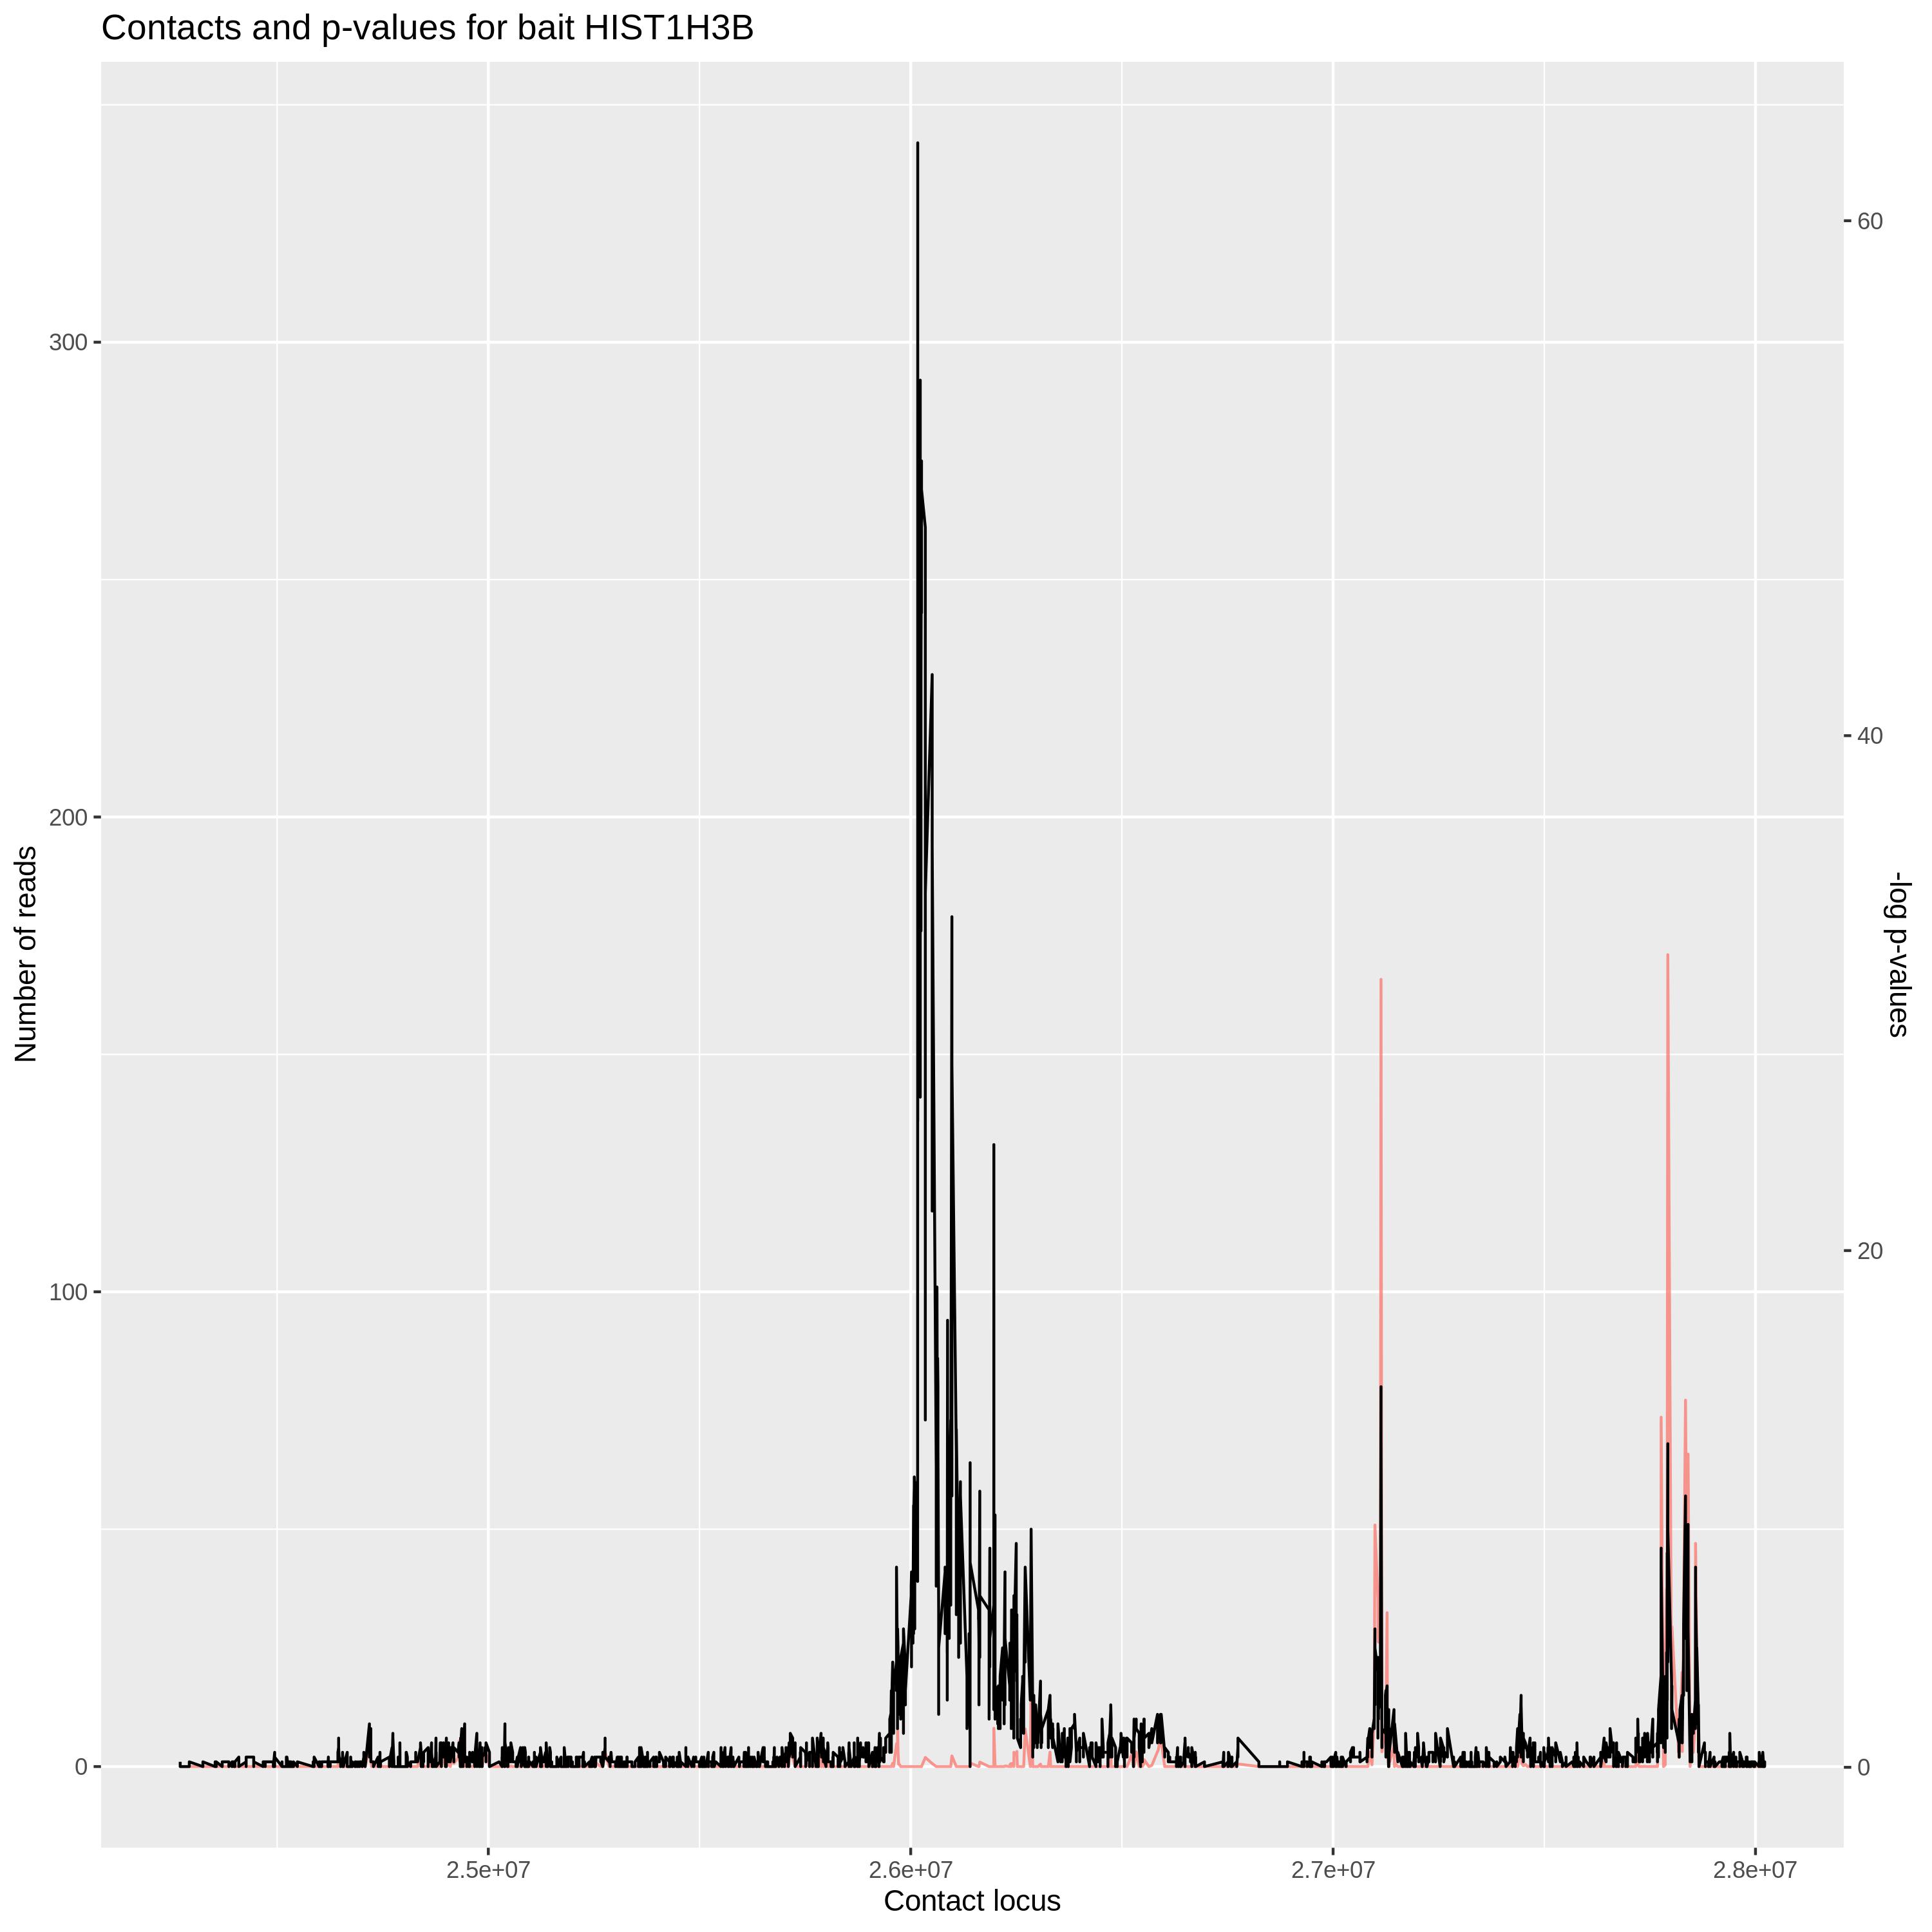 Contacts and p-values for bait HIST1H3B
300
200
100
0
Number of reads
60
40
20
0
-log p-values
2.5e+07
2.6e+07
2.7e+07
2.8e+07
Contact locus